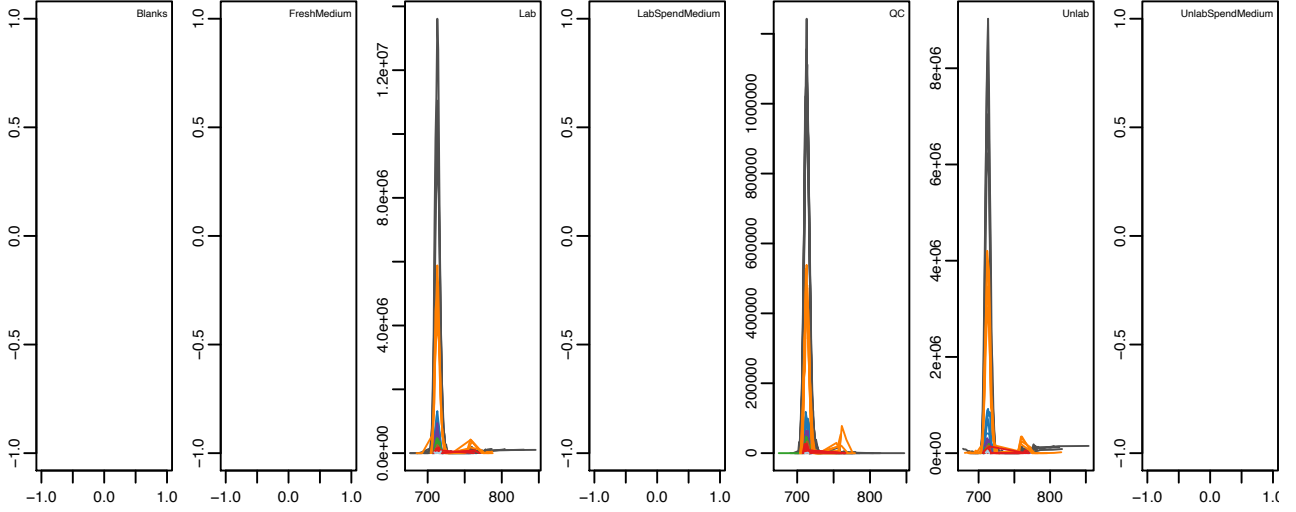 Blanks
1.0
0.5
0.0
−0.5
−1.0
−1.0 0.0 1.0
FreshMedium
1.0
0.5
0.0
−0.5
−1.0
−1.0 0.0 1.0
Lab
1.2e+07
8.0e+06
4.0e+06
0.0e+00
700 800
LabSpendMedium
1.0
0.5
0.0
−0.5
−1.0
−1.0 0.0 1.0
QC
1000000
800000
600000
400000
200000
0
700 800
Unlab
8e+06
6e+06
4e+06
2e+06
0e+00
700 800
UnlabSpendMedium
1.0
0.5
0.0
−0.5
−1.0
−1.0 0.0 1.0